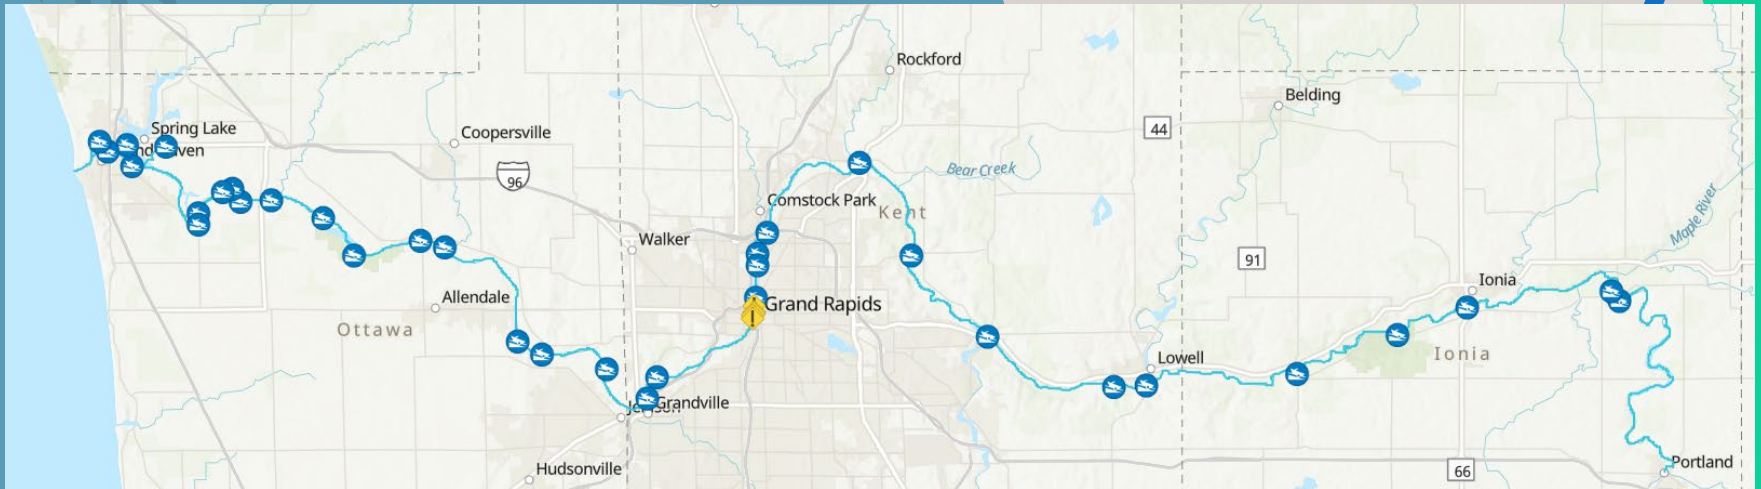 Rockford
Belding
Spring Lake
44
Coopersville
96
Bear Creek
Comstock Park
Kent
Maple River
Walker
91
Ionia
Allendale
Grand Rapids
Ottawa
Lowell
Ionia
Grandville
Hudsonville
66
Portland